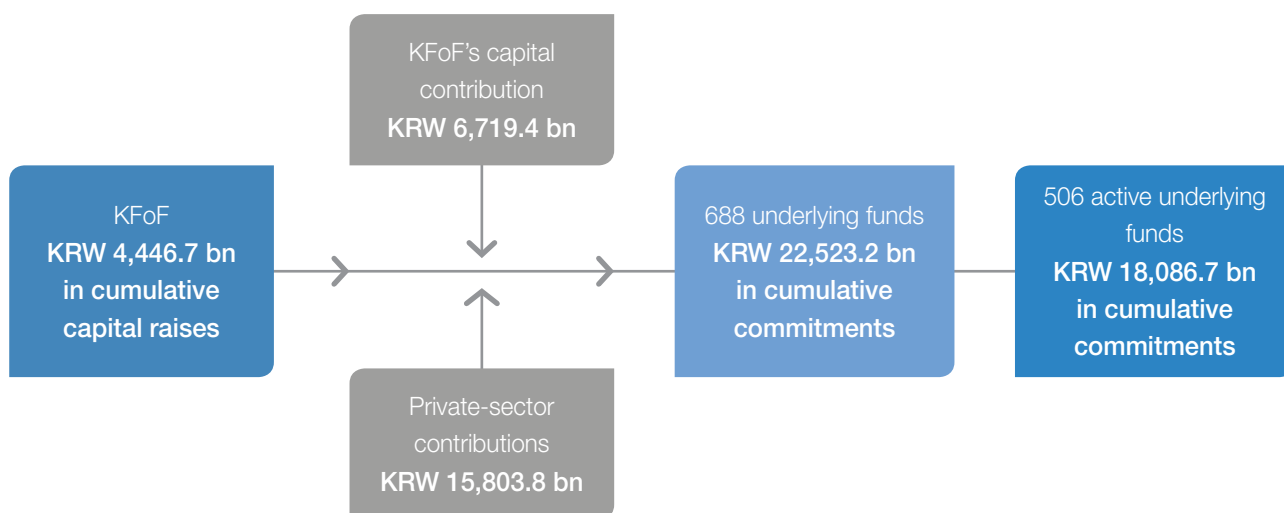 KFoF's capital
contribution
KRW 6,719.4 bn
KFoF
KRW 4,446.7 bn
in cumulative
capital raises
688 underlying funds
KRW 22,523.2 bn
in cumulative
commitments
506 active underlying
funds
KRW 18,086.7 bn
in cumulative
commitments
Private-sector
contributions
KRW 15,803.8 bn